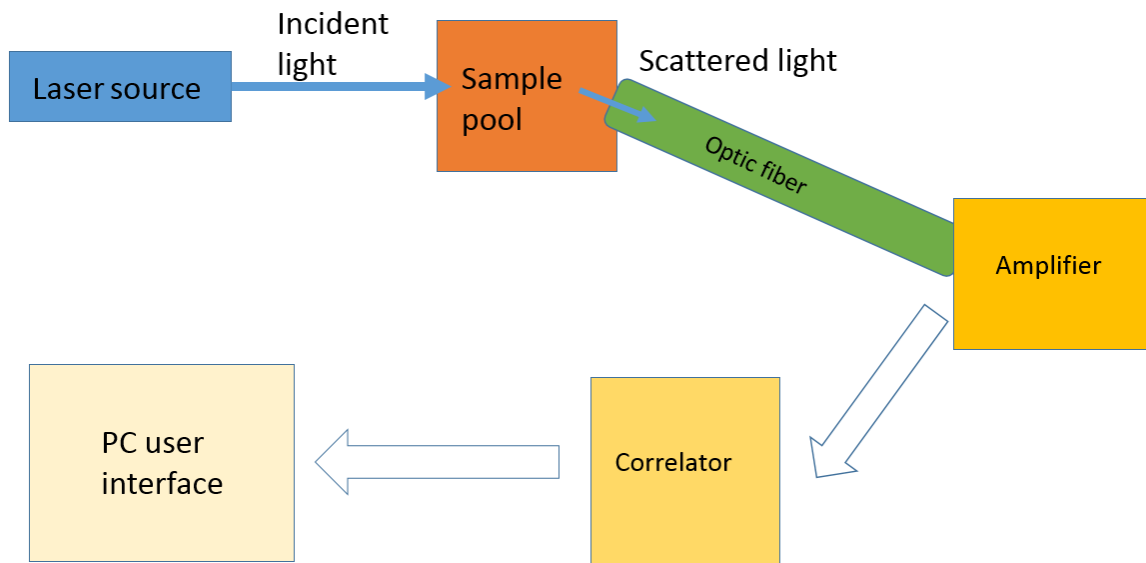 Laser source
Incident
light
Sample
pool
Scattered light
Optic fiber
Amplifier
Correlator
PC user
interface